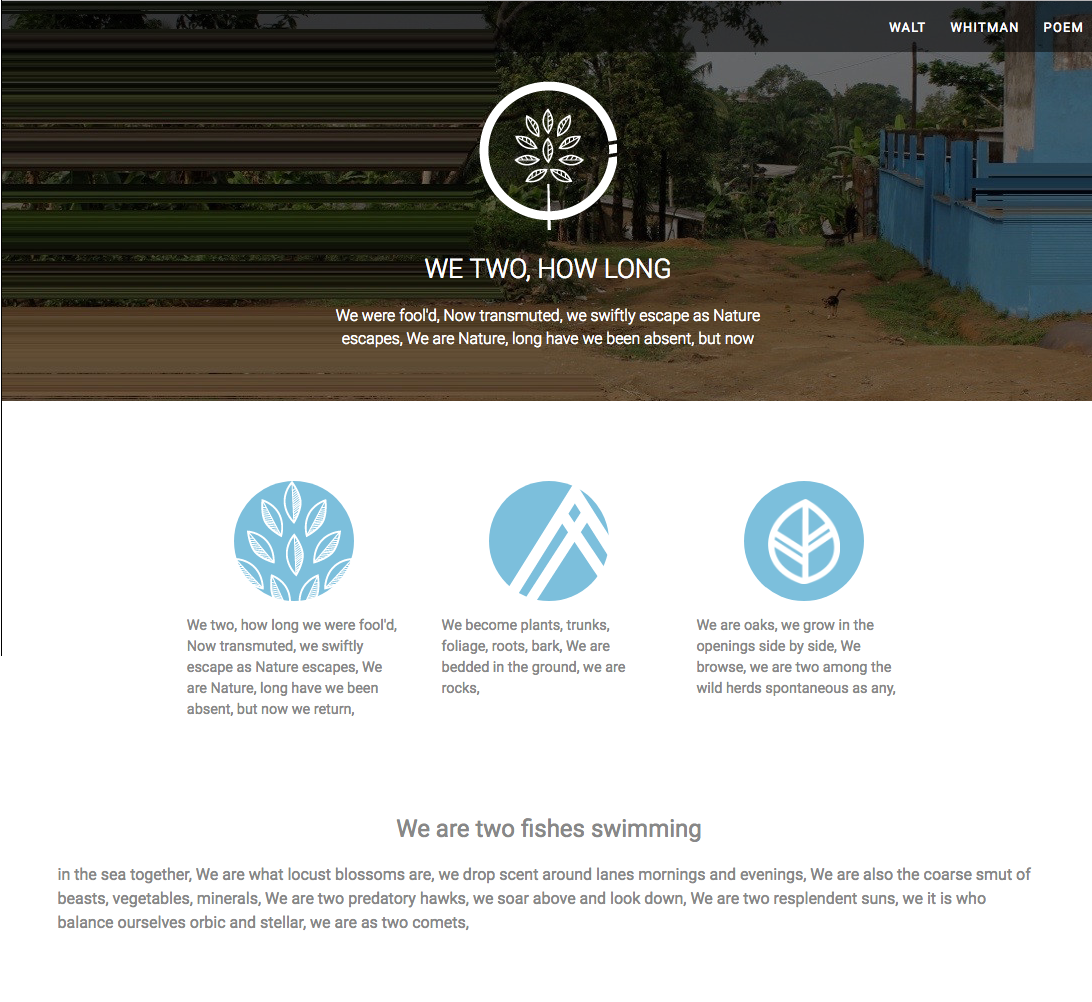 WALT WHITMAN POEM
WE TWO, HOW LONG
We were fool'd, Now transmuted, we swiftly escape as Nature
escapes, We are Nature, long have we been absent, but now
We two, how long we were fool'd,
Now transmuted, we swiftly
escape as Nature escapes, We
are Nature, long have we been
absent, but now we return,
We become plants, trunks,
foliage, roots, bark, We are
bedded in the ground, we are
rocks,
We are oaks, we grow in the
openings side by side, We
browse, we are two among the
wild herds spontaneous as any,
We are two fishes swimming
in the sea together, We are what locust blossoms are, we drop scent around lanes mornings and evenings, We are also the coarse smut of
beasts, vegetables, minerals, We are two predatory hawks, we soar above and look down, We are two resplendent suns, we it is who
balance ourselves orbic and stellar, we are as two comets,